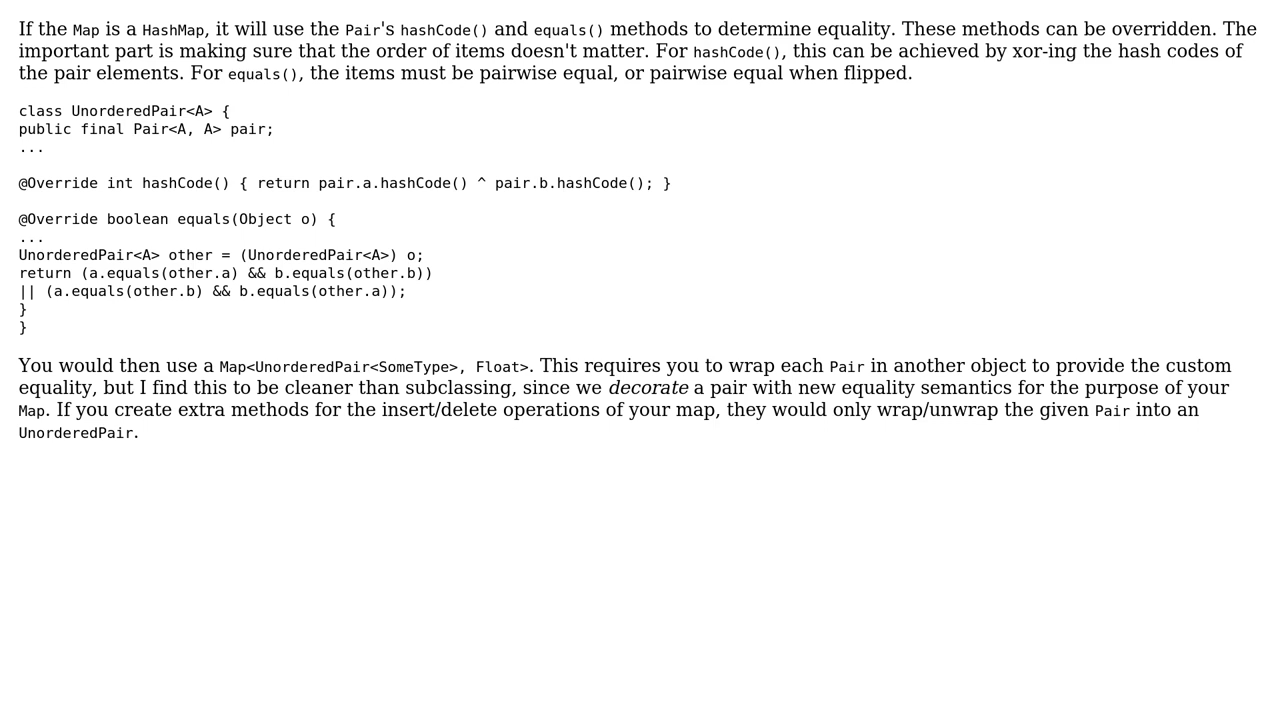 If the Map is a HashMap, it will use the Pair's hashCode() and equals() methods to determine equality. These methods can be overridden. The
important part is making sure that the order of items doesn't matter. For hashCode(), this can be achieved by xor-ing the hash codes of
the pair elements. For equals(), the items must be pairwise equal, or pairwise equal when flipped.
class UnorderedPair<A> {
public final Pair<A, A> pair;
...
@Override int hashCode() { return pair.a.hashCode() ^ pair.b.hashCode(); }
@Override boolean equals(Object o) {
...
UnorderedPair<A> other = (UnorderedPair<A>) o;
return (a.equals(other.a) && b.equals(other.b))
|| (a.equals(other.b) && b.equals(other.a));
}
}
You would then use a Map<UnorderedPair<SomeType>, Float>. This requires you to wrap each Pair in another object to provide the custom
equality, but I find this to be cleaner than subclassing, since we decorate a pair with new equality semantics for the purpose of your
Map. If you create extra methods for the insert/delete operations of your map, they would only wrap/unwrap the given Pair into an
UnorderedPair.